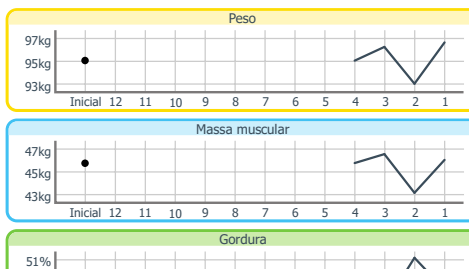 Peso
97kg
95kg
93kg
Inicial 12 11 10 9 8 7 6 5 4 3 2 1
Massa muscular
47kg
45kg
43kg
Inicial 12 11 10 9 8 7 6 5 4 3 2 1
Gordura
51%